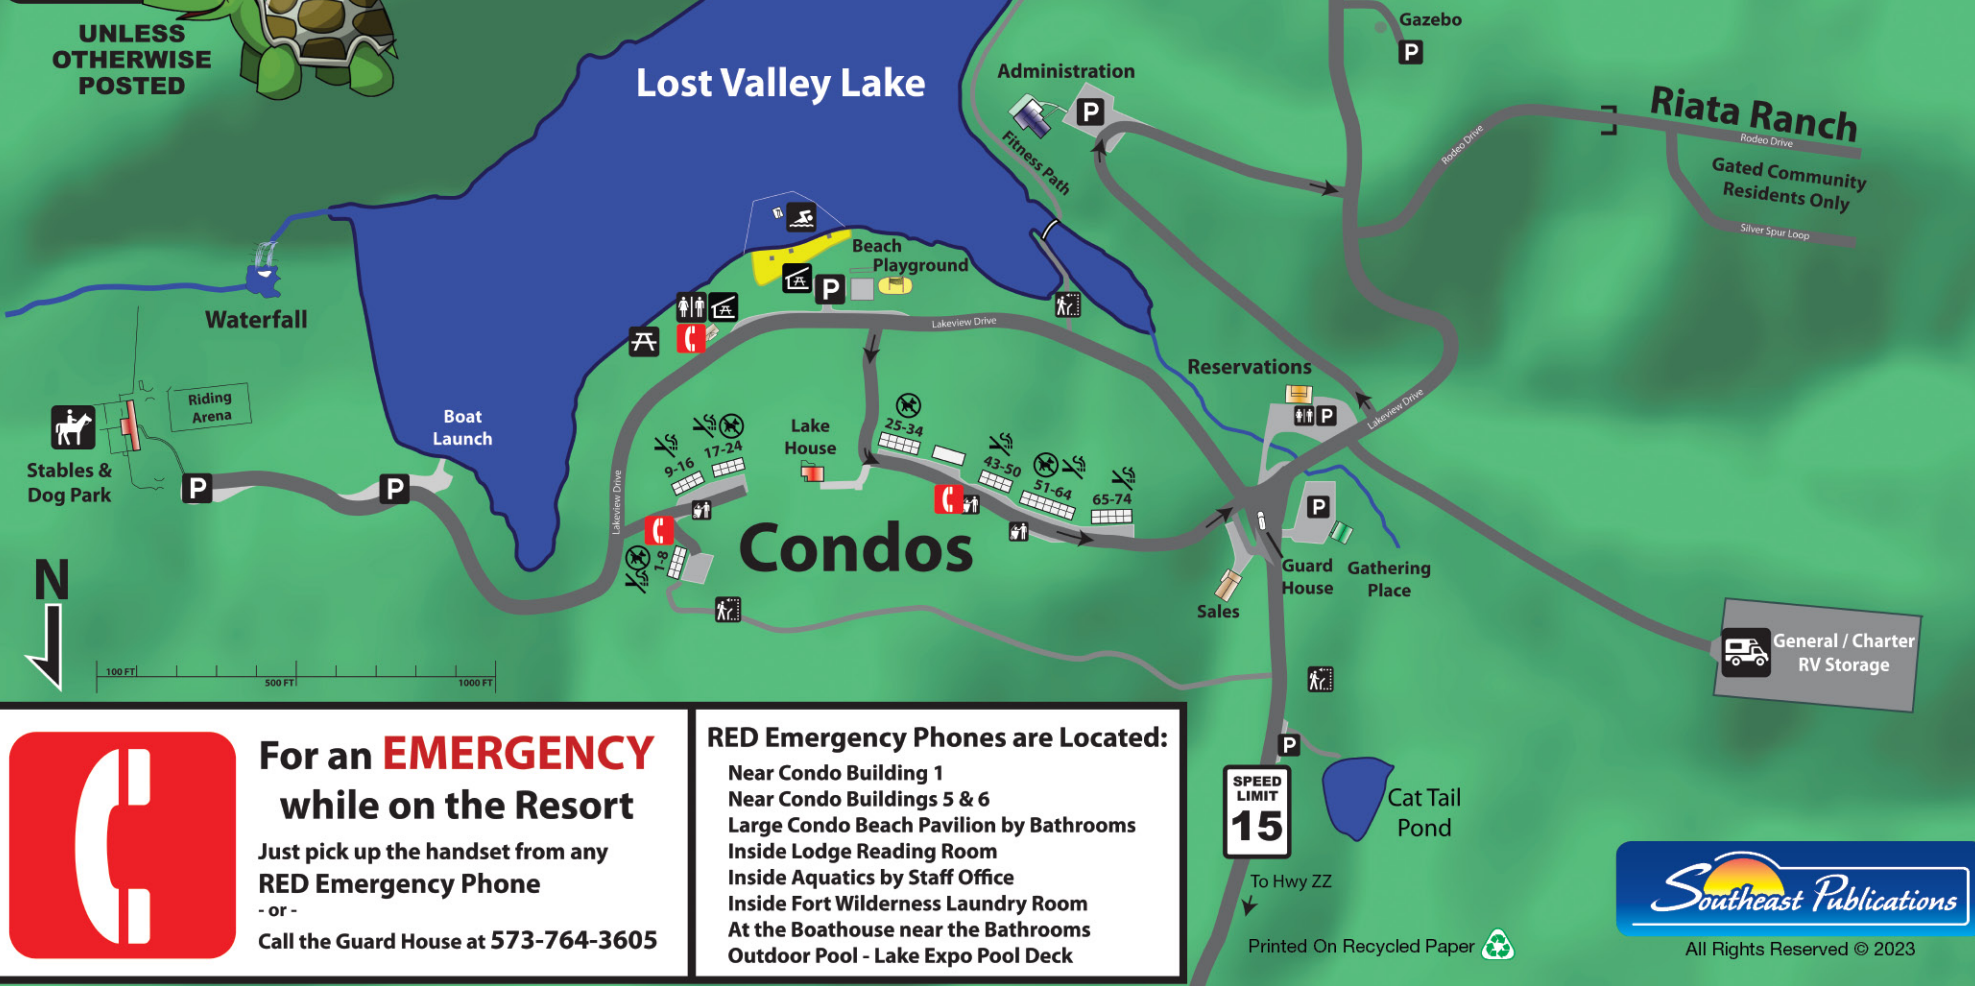 UNLESS
OTHERWISE
POSTED
Lost Valley Lake
Gazebo
P
Administration
P
Fitness Path
Riata Ranch
Rodeo Drive
Rodeo Drive
Gated Community
Residents Only
Silver Spur Loop
Beach
Playground
P
Lakeview Drive
Waterfall
Riding
Arena
Boat
Launch
Stables &
Dog Park
P
P
Reservations
P
Lakeview Drive
Lake
House
25-34
17-24
9-16
43-50
51-64
65-74
Lakeview Drive
1-8
Condos
P
Guard
House
Gathering
Place
Sales
N
100 FT
500 FT
1000 FT
General / Charter
RV Storage
P
SPEED
LIMIT
15
Cat Tail
Pond
To Hwy ZZ
For an EMERGENCY
while on the Resort
Just pick up the handset from any
RED Emergency Phone
- or -
Call the Guard House at 573-764-3605
RED Emergency Phones are Located:
Near Condo Building 1
Near Condo Buildings 5 & 6
Large Condo Beach Pavilion by Bathrooms
Inside Lodge Reading Room
Inside Aquatics by Staff Office
Inside Fort Wilderness Laundry Room
At the Boathouse near the Bathrooms
Outdoor Pool - Lake Expo Pool Deck
Printed On Recycled Paper
Southeast Publications
All Rights Reserved © 2023